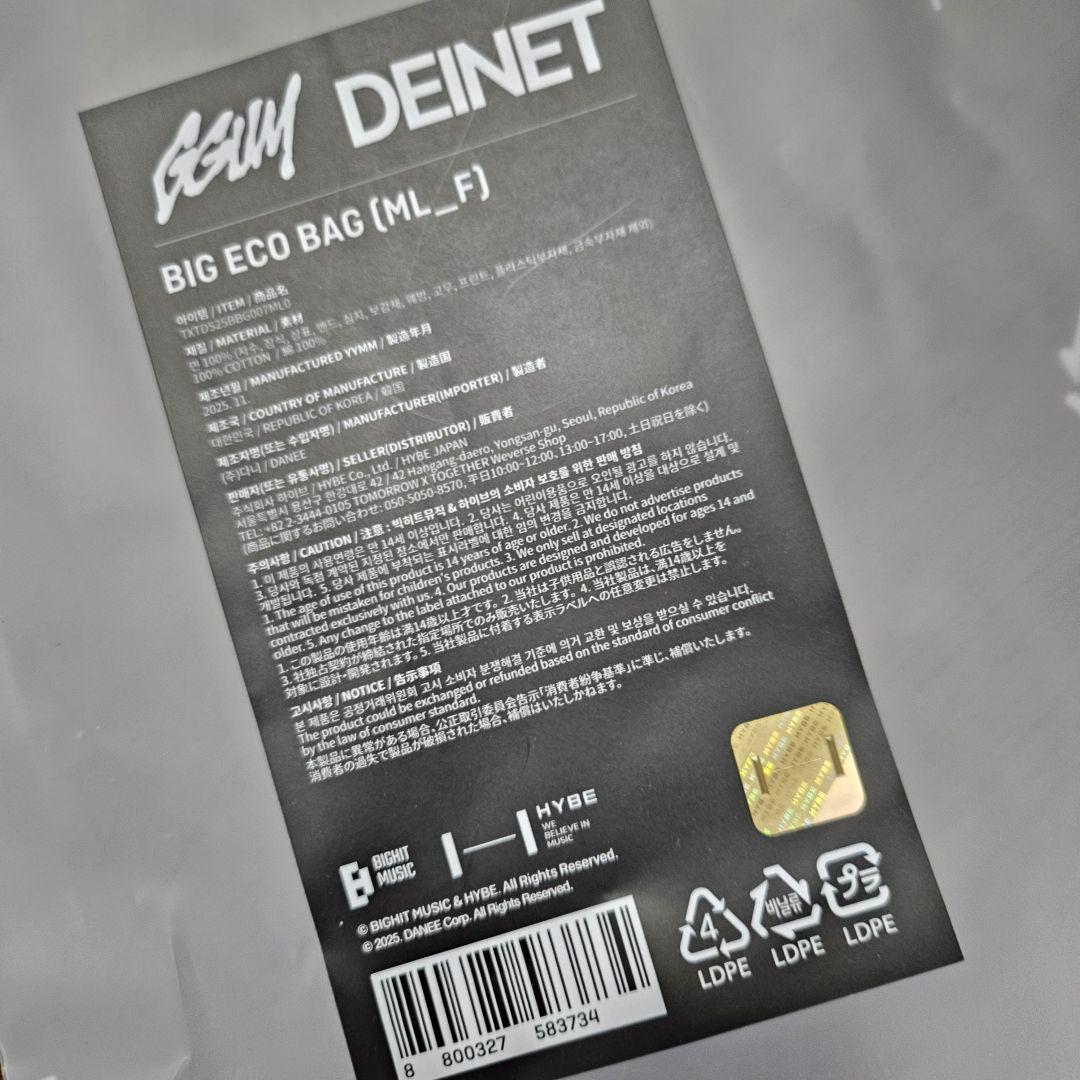 GGUM DEINET
BIG ECO BAG (ML_F)
아이템 / ITEM / 商品名
TXTDS25BBG007ML0
재질 / MATERIAL / 素材
면 100% (자수, 장식, 심표, 밴드, 심지, 보강재, 웨빙, 고무, 프린트, 플라스틱부자재, 금속부자재 제외)
100% COTTON / 綿 100%
제조년월 / MANUFACTURED YYMM / 製造年月
2025. 11.
제조국 / COUNTRY OF MANUFACTURE / 製造国
대한민국 / REPUBLIC OF KOREA / 韓国
제조자명(또는 수입자명) / MANUFACTURER(IMPORTER) / 製造者
(주)다니 / DANEE
판매자(또는 유통사명) / SELLER(DISTRIBUTOR) / 販賣者
주식회사 하이브 / HYBE Co., Ltd. / HYBE JAPAN
서울특별시 용산구 한강대로 42 / 42 Hangang-daero, Yongsan-gu, Seoul, Republic of Korea
TEL: +82 2-3444-0105 TOMORROW X TOGETHER Weverse Shop
(商品に関するお問い合わせ: 050-5050-8570, 平日10:00~12:00、13:00~17:00, 土日祝日を除く)
주의사항 / CAUTION / 注意 : 빅히트뮤직 & 하이브의 소비자 보호를 위한 판매 방침
1. 이 제품의 사용연령은 만 14세 이상입니다. 2. 당사는 어린이용품으로 오인될 광고를 하지 않습니다.
3. 당사와 독점 계약된 지정된 장소에서만 판매합니다. 4. 당사 제품은 만 14세 이상을 대상으로 설계 및
개발됩니다. 5. 당사 제품에 부착되는 표시라벨에 대한 임의 변경을 금지합니다.
1. The age of use of this product is 14 years of age or older. 2. We do not advertise products
that will be mistaken for children's products. 3. We only sell at designated locations
contracted exclusively with us. 4. Our products are designed and developed for ages 14 and
older. 5. Any change to the label attached to our product is prohibited.
1. この製品の使用年齢は満14歳以上才です。2. 当社は子供用品と誤認される広告をしません。
3. 社独占契約が締結された指定場所でのみ販売いたします。4. 当社製品は、満14歳以上を
対象に設計・開発されます。5. 当社製品に付着する表示ラベルへの任意変更は禁止します。
고시사항 / NOTICE / 告示事項
본 제품은 공정거래위원회 고시 소비자 분쟁해결 기준에 의거 교환 및 보상을 받으실 수 있습니다.
The product could be exchanged or refunded based on the standard of consumer conflict
by the law of consumer standard.
本製品に異常がある場合、公正取引委員会告示「消費者紛争基準」に準じ、補償いたします。
消費者の過失で製品が破損された場合、補償はいたしかねます。
BIGHIT
MUSIC
HYBE
WE
BELIEVE IN
MUSIC
© BIGHIT MUSIC & HYBE. All Rights Reserved.
© 2025. DANEE Corp. All Rights Reserved.
8 800327 583734
HYBE
4 비닐류 プラ
LDPE LDPE LDPE